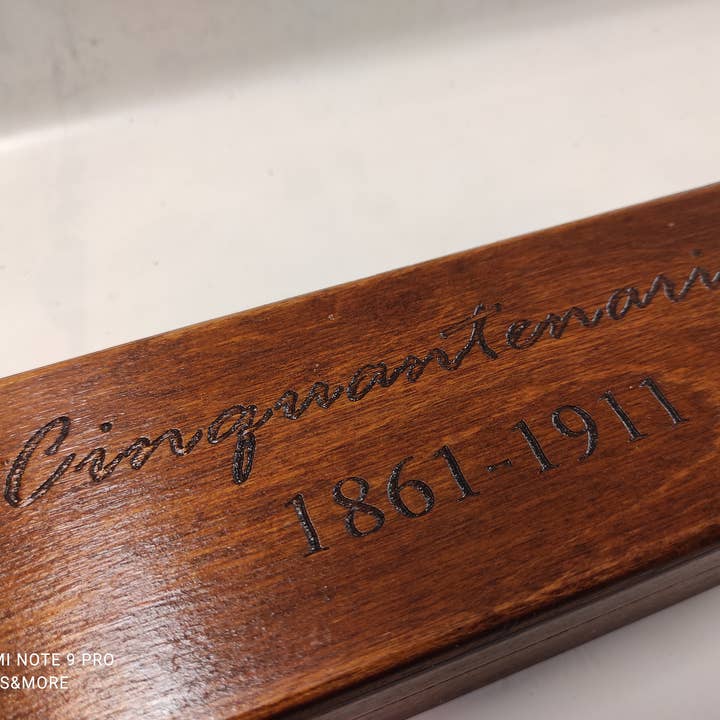 Cinquantenari
1861-1911
MI NOTE 9 PRO
S&MORE